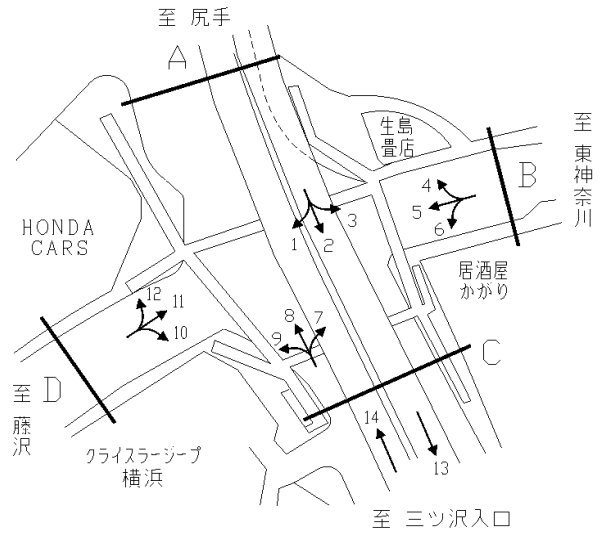 至 尻手
A
生島
畳店
至 東神奈川
B
4
5
6
1
2
3
HONDA
CARS
居酒屋
かがり
12
11
10
8
7
9
C
D
至 藤沢
14
13
クライスラージープ
横浜
至 三ツ沢入口